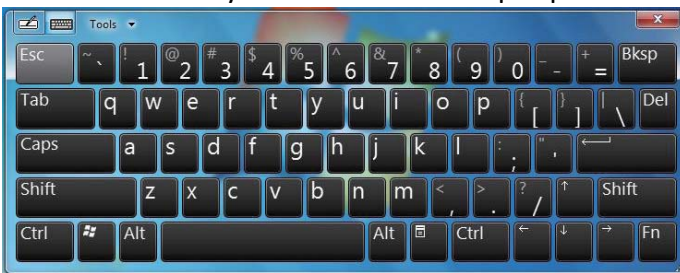 Tools
Esc ~ ` ! 1 @ 2 # 3 $ 4 % 5 ^ 6 & 7 * 8 ( 9 ) 0 _ - + = Bksp
Tab q w e r t y u i o p { [ } ] | \ Del
Caps a s d f g h j k l : ; " '
Shift z x c v b n m < , > . ? / ↑ Shift
Ctrl Alt Alt Ctrl ← ↓ → Fn